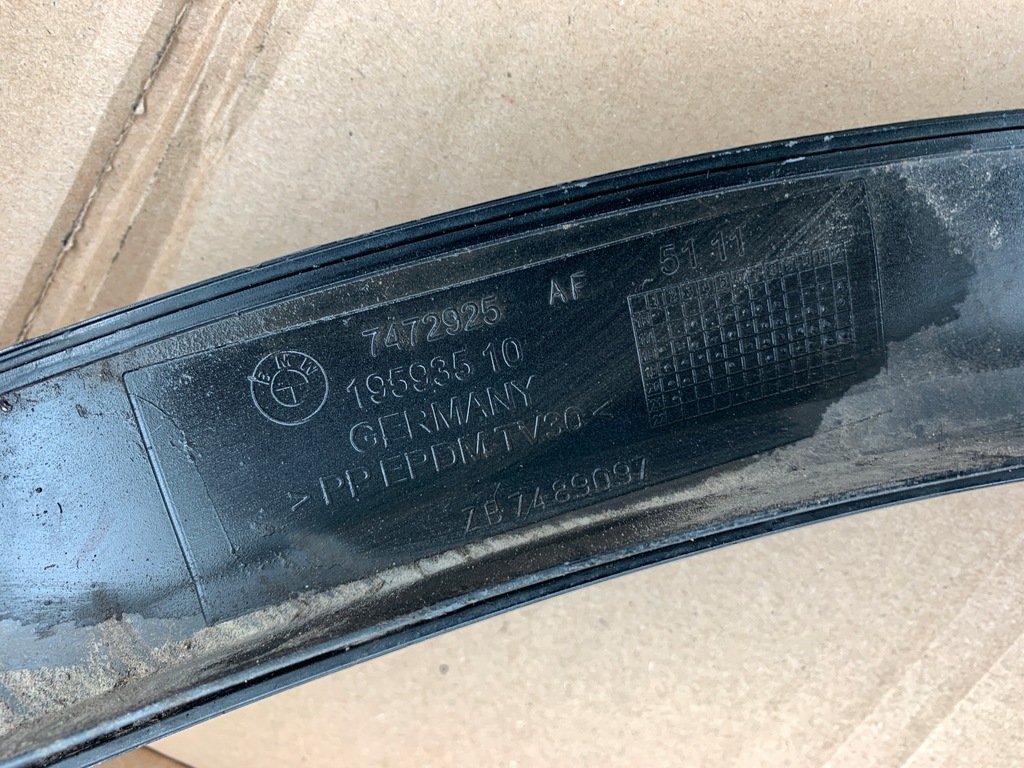 7472925 AF 51 11
BMW
195935 10
GERMANY
>PP EPDM-TV30<
ZB 7489097